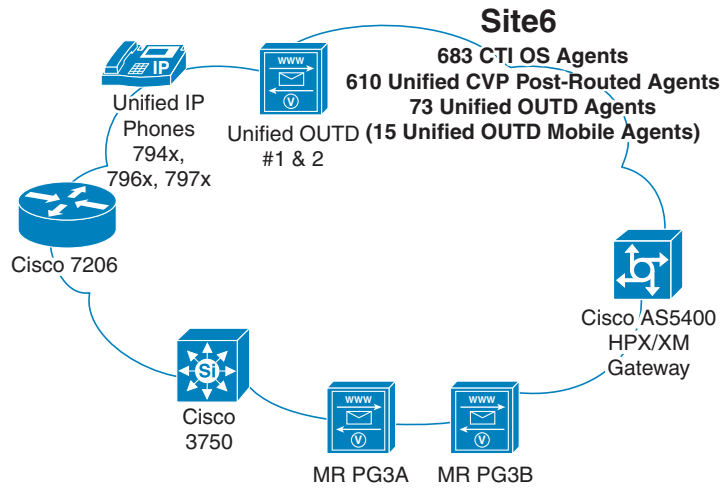 Site6
683 CTI OS Agents
610 Unified CVP Post-Routed Agents
73 Unified OUTD Agents
(15 Unified OUTD Mobile Agents)
IP
Unified IP
Phones
794x,
796x, 797x
WWW
V
Unified OUTD
#1 & 2
Cisco 7206
Cisco AS5400
HPX/XM
Gateway
Si
Cisco
3750
WWW
V
MR PG3A
WWW
V
MR PG3B